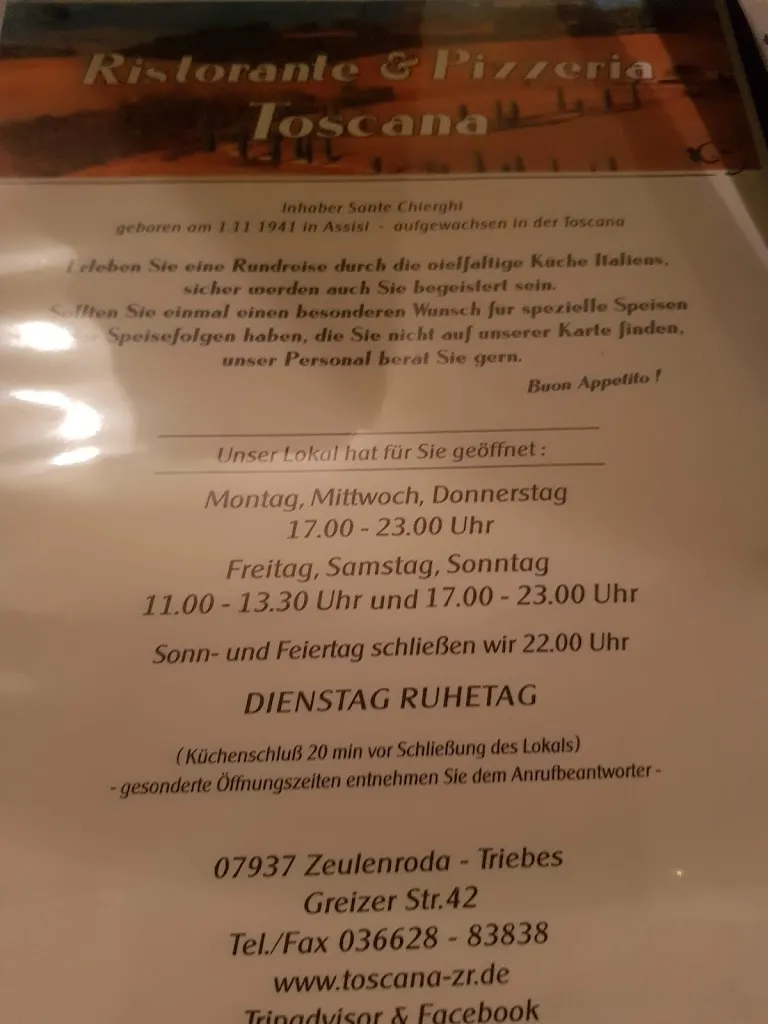 Ristorante & Pizzeria
Toscana
Inhaber Sante Chierghi
geboren am 1.11 1941 in Assisi - aufgewachsen in der Toscana
Erleben Sie eine Rundreise durch die vielfaltige Kuche Italiens,
sicher werden auch Sie begeistert sein.
Sollten Sie einmal einen besonderen Wunsch fur spezielle Speisen
Speisefolgen haben, die Sie nicht auf unserer Karte finden,
unser Personal berat Sie gern.
Buon Appetito !
Unser Lokal hat für Sie geöffnet :
Montag, Mittwoch, Donnerstag
17.00 - 23.00 Uhr
Freitag, Samstag, Sonntag
11.00 - 13.30 Uhr und 17.00 - 23.00 Uhr
Sonn- und Feiertag schließen wir 22.00 Uhr
DIENSTAG RUHETAG
(Küchenschluß 20 min vor Schließung des Lokals)
- gesonderte Öffnungszeiten entnehmen Sie dem Anrufbeantworter -
07937 Zeulenroda - Triebes
Greizer Str.42
Tel./Fax 036628 - 83838
www.toscana-zr.de
Tripadvisor & Facebook